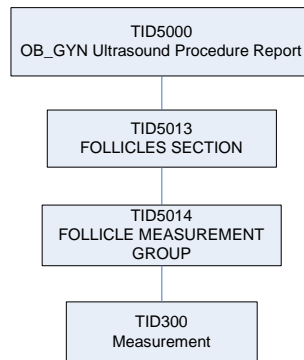 TID5000
OB_GYN Ultrasound Procedure Report
TID5013
FOLLICLES SECTION
TID5014
FOLLICLE MEASUREMENT
GROUP
TID300
Measurement